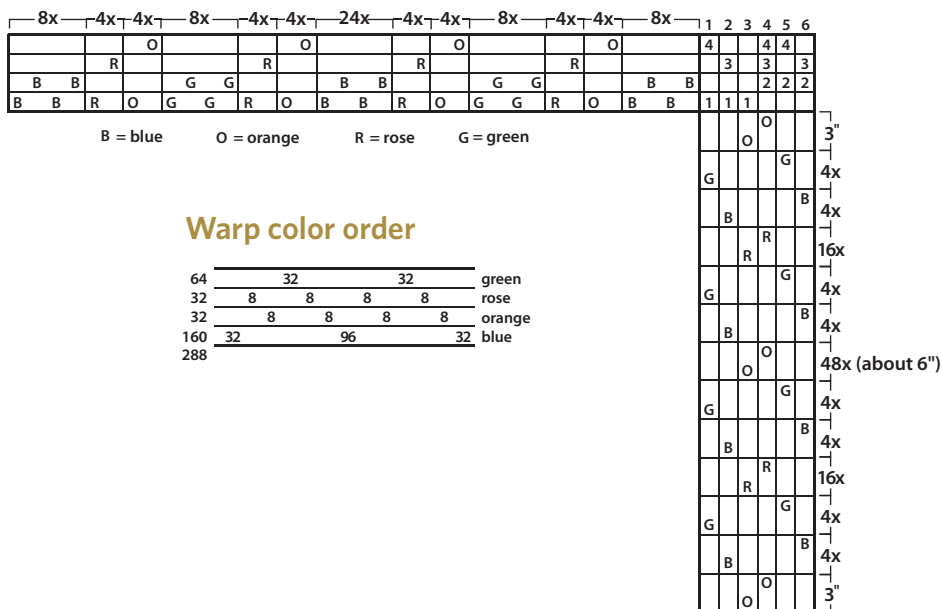 8x 4x 4x 8x 4x 4x 24x 4x 4x 8x 4x 4x 8x 1 2 3 4 5 6
O O O O 4 4 4
R R R R 3 3 3
B B G G B B G G B B 2 2 2
B B R O G G R O B B R O G G R O B B 1 1 1
O
O 3"
G
G 4x
B
B 4x
R
R 16x
G
G 4x
B
B 4x
O
O 48x (about 6")
G
G 4x
B
B 4x
R
R 16x
G
G 4x
B
B 4x
O
O 3"
B = blue O = orange R = rose G = green
Warp color order
64 32 32 green
32 8 8 8 8 rose
32 8 8 8 8 orange
160 32 96 32 blue
288